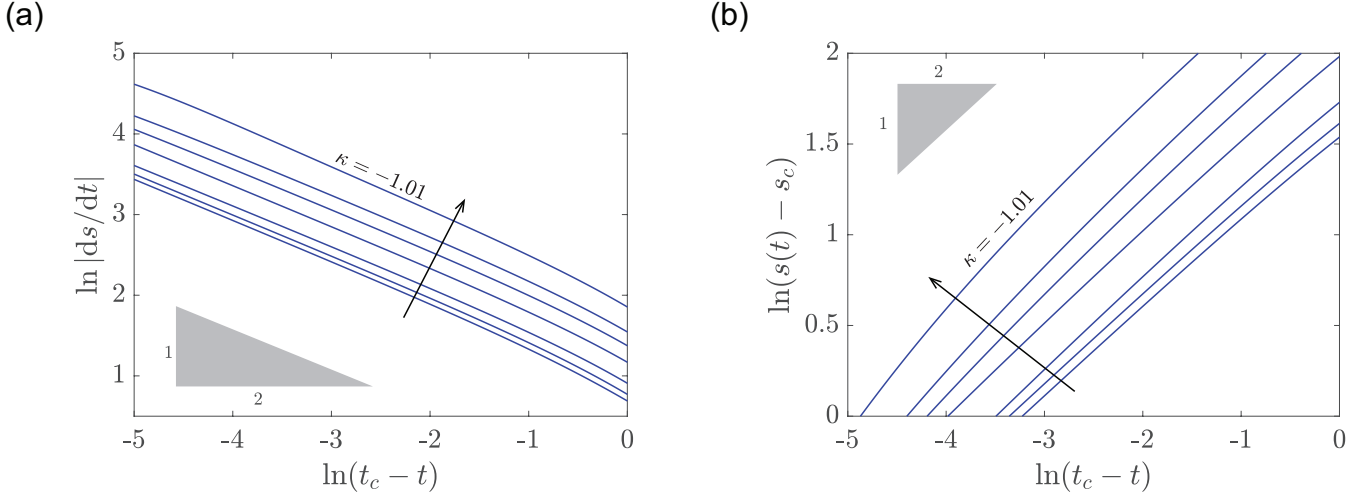 (a)
5
4
3
2
1
ln |ds/dt|
κ = −1.01
1
2
-5 -4 -3 -2 -1 0
ln(t_c − t)
(b)
2
1.5
1
0.5
0
ln(s(t) − s_c)
2
1
κ = −1.01
-5 -4 -3 -2 -1 0
ln(t_c − t)